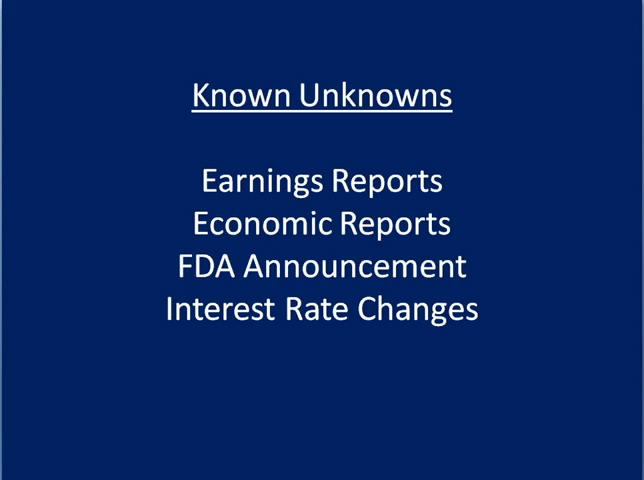 Known Unknowns
Earnings Reports
Economic Reports
FDA Announcement
Interest Rate Changes